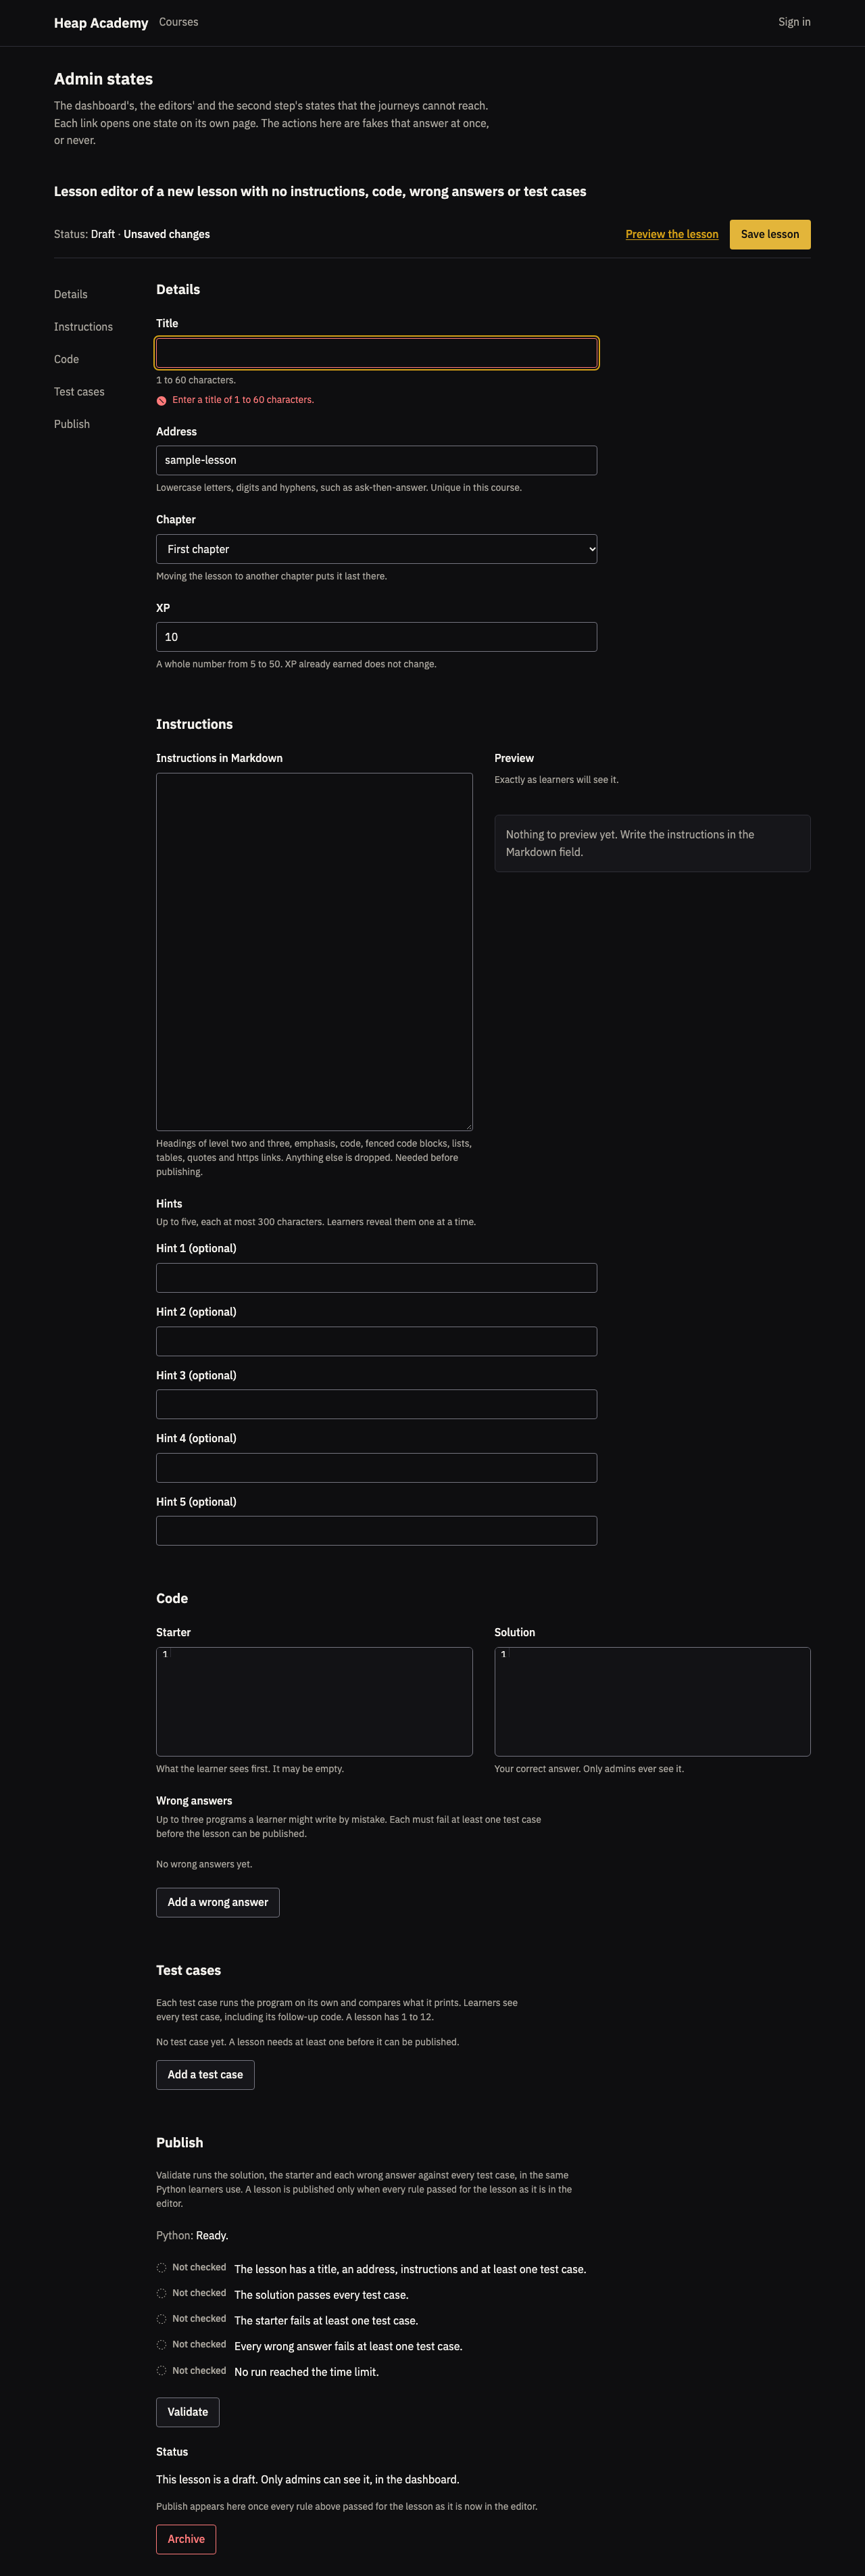 Heap Academy
Courses
Sign in
Admin states
The dashboard's, the editors' and the second step's states that the journeys cannot reach.
Each link opens one state on its own page. The actions here are fakes that answer at once,
or never.
Lesson editor of a new lesson with no instructions, code, wrong answers or test cases
Status: Draft · Unsaved changes
Preview the lesson
Save lesson
Details
Instructions
Code
Test cases
Publish
Details
Title
1 to 60 characters.
Enter a title of 1 to 60 characters.
Address
sample-lesson
Lowercase letters, digits and hyphens, such as ask-then-answer. Unique in this course.
Chapter
First chapter
Moving the lesson to another chapter puts it last there.
XP
10
A whole number from 5 to 50. XP already earned does not change.
Instructions
Instructions in Markdown
Preview
Exactly as learners will see it.
Nothing to preview yet. Write the instructions in the
Markdown field.
Headings of level two and three, emphasis, code, fenced code blocks, lists,
tables, quotes and https links. Anything else is dropped. Needed before
publishing.
Hints
Up to five, each at most 300 characters. Learners reveal them one at a time.
Hint 1 (optional)
Hint 2 (optional)
Hint 3 (optional)
Hint 4 (optional)
Hint 5 (optional)
Code
Starter
1
What the learner sees first. It may be empty.
Solution
1
Your correct answer. Only admins ever see it.
Wrong answers
Up to three programs a learner might write by mistake. Each must fail at least one test case
before the lesson can be published.
No wrong answers yet.
Add a wrong answer
Test cases
Each test case runs the program on its own and compares what it prints. Learners see
every test case, including its follow-up code. A lesson has 1 to 12.
No test case yet. A lesson needs at least one before it can be published.
Add a test case
Publish
Validate runs the solution, the starter and each wrong answer against every test case, in the same
Python learners use. A lesson is published only when every rule passed for the lesson as it is in the
editor.
Python: Ready.
Not checked The lesson has a title, an address, instructions and at least one test case.
Not checked The solution passes every test case.
Not checked The starter fails at least one test case.
Not checked Every wrong answer fails at least one test case.
Not checked No run reached the time limit.
Validate
Status
This lesson is a draft. Only admins can see it, in the dashboard.
Publish appears here once every rule above passed for the lesson as it is now in the editor.
Archive